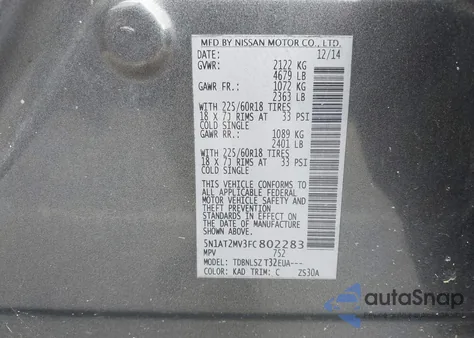 MFD BY NISSAN MOTOR CO., LTD.
DATE: 12/14
GVWR: 2122 KG
4679 LB
GAWR FR.: 1072 KG
2363 LB
WITH 225/60R18 TIRES
18 X 7J RIMS AT 33 PSI
COLD SINGLE
GAWR RR.: 1089 KG
2401 LB
WITH 225/60R18 TIRES
18 X 7J RIMS AT 33 PSI
COLD SINGLE
THIS VEHICLE CONFORMS TO
ALL APPLICABLE FEDERAL
MOTOR VEHICLE SAFETY AND
THEFT PREVENTION STANDARDS
IN EFFECT ON THE DATE OF
MANUFACTURE SHOWN ABOVE.
5N1AT2MV3FC802283
MPV 752
MODEL: TDBNLSZ T32EUA---
COLOR: KAD TRIM: C ZS30A
autoSnap
Powered by